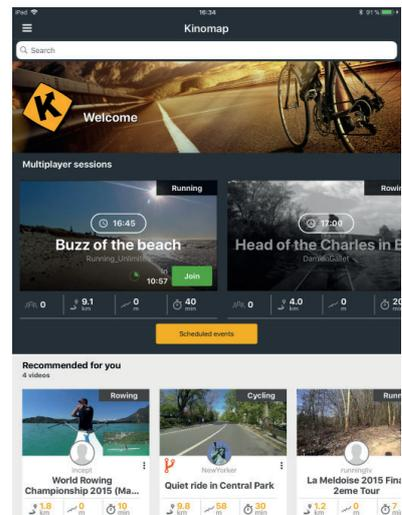 iPad 16:34 91 %
Kinomap
Search
K
Welcome
Multiplayer sessions
Running
16:45
Buzz of the beach
Running_Unlimited
In
10:57
Join
0 9.1 km 0 m 40 min
17:00
Head of the Charles in B
DamienGallet
0 4.0 km 0 m
Scheduled events
Recommended for you
4 videos
Rowing
incept
World Rowing
Championship 2015 (Ma...
1.8 km 0 m 10 min
Cycling
NewYorker
Quiet ride in Central Park
9.8 km 58 m 30 min
runningtv
La Meldoise 2015 Fina
2eme Tour
1.2 km 0 m 7